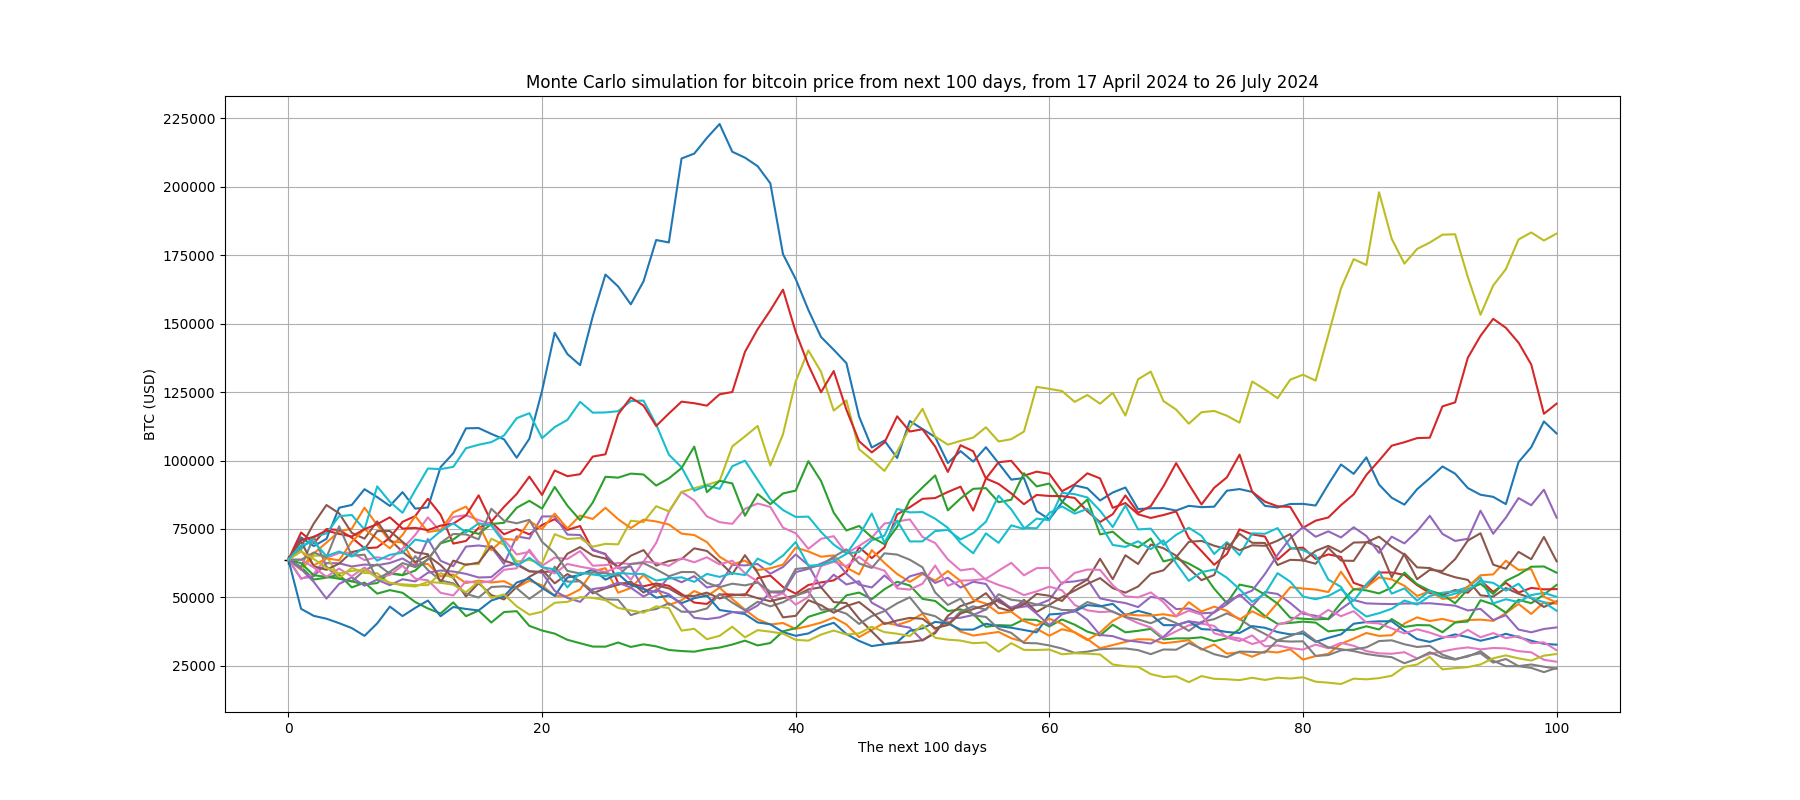 Monte Carlo simulation for bitcoin price from next 100 days, from 17 April 2024 to 26 July 2024
225000
200000
175000
150000
125000
100000
75000
50000
25000
BTC (USD)
0 20 40 60 80 100
The next 100 days